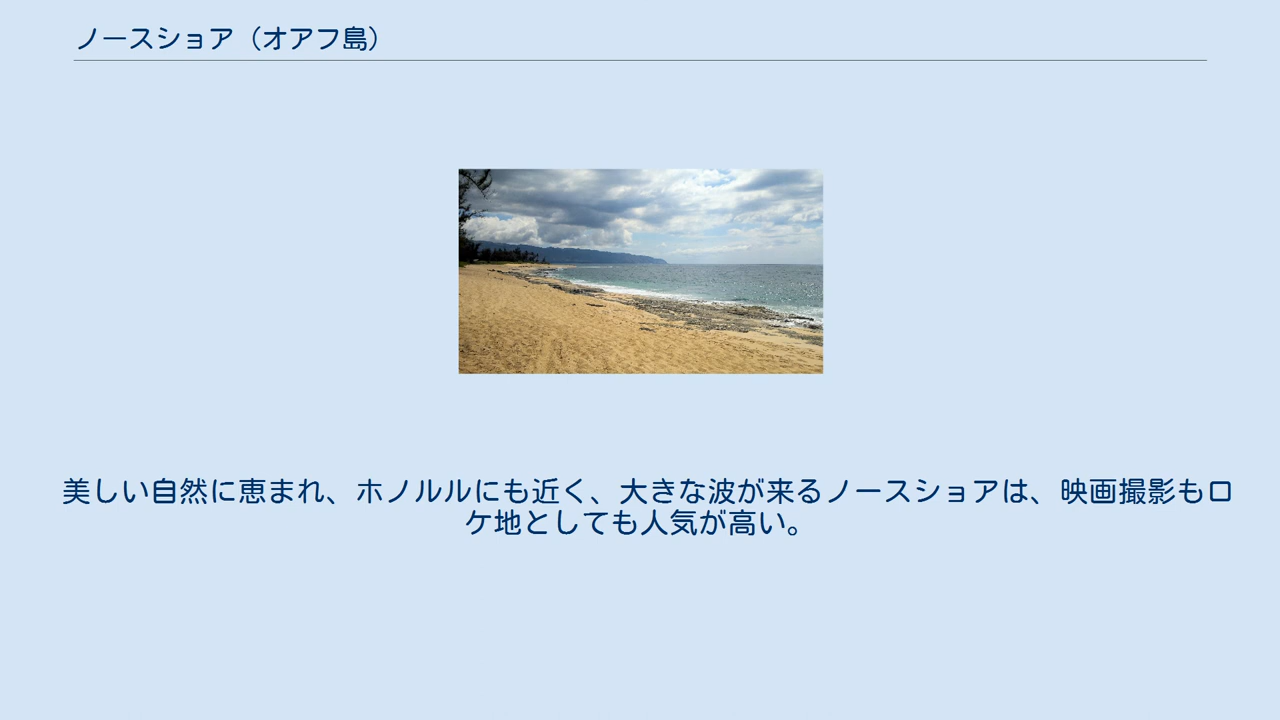 ノースショア（オアフ島）
美しい自然に恵まれ、ホノルルにも近く、大きな波が来るノースショアは、映画撮影もロ
ケ地としても人気が高い。